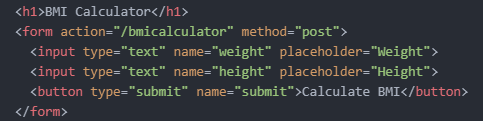 <h1>BMI Calculator</h1>
<form action="/bmicalculator" method="post">
<input type="text" name="weight" placeholder="Weight">
<input type="text" name="height" placeholder="Height">
<button type="submit" name="submit">Calculate BMI</button>
</form>